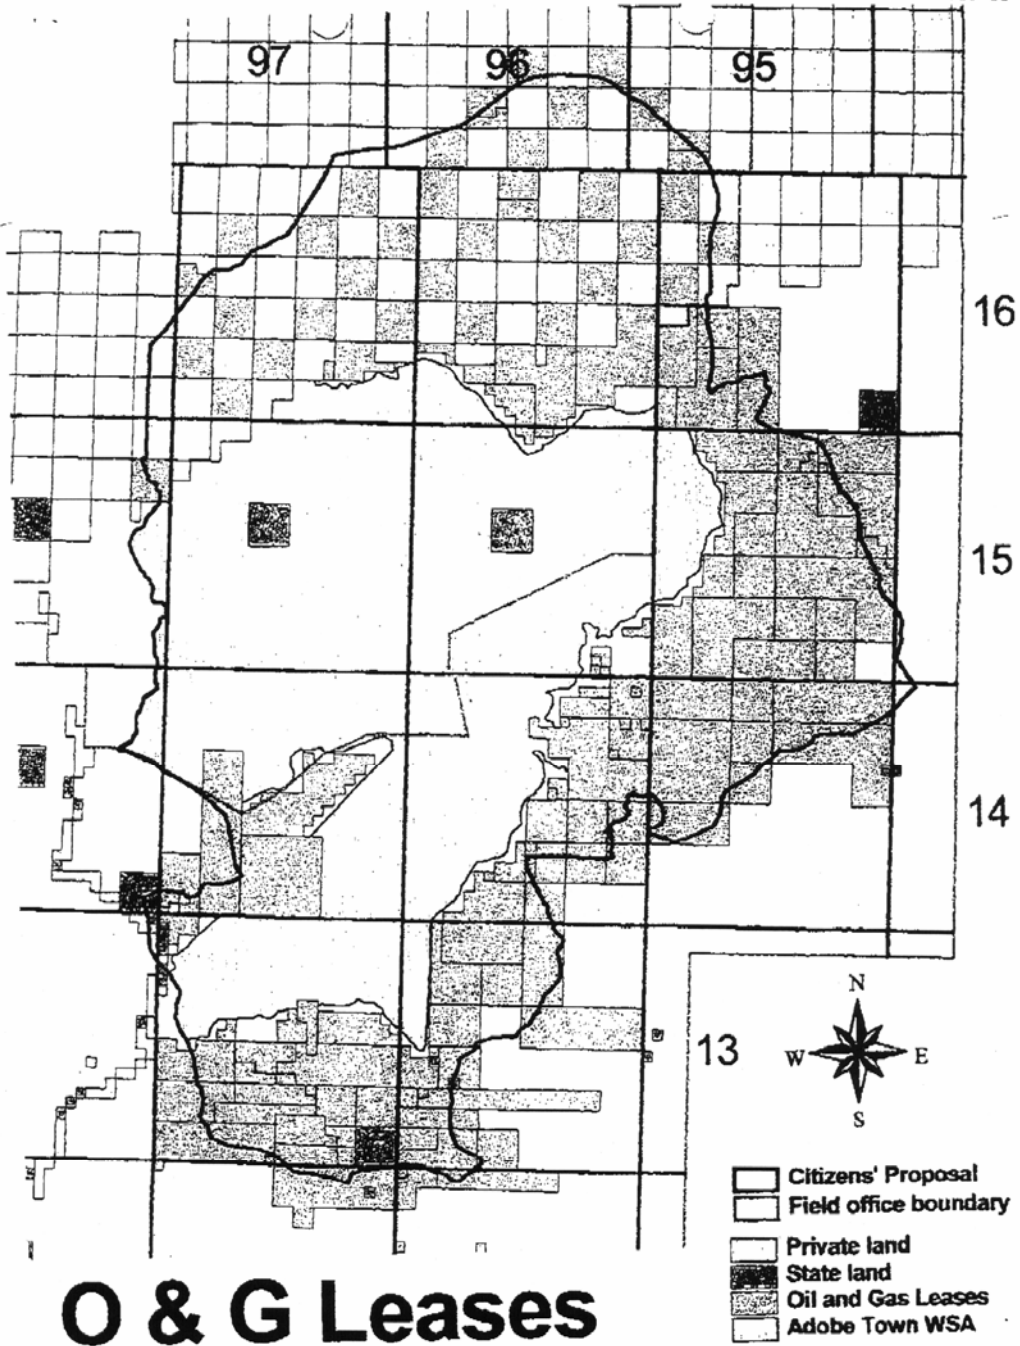 97 96 95
16
15
14
13
N
W E
S
Citizens' Proposal
Field office boundary
Private land
State land
Oil and Gas Leases
Adobe Town WSA
O & G Leases